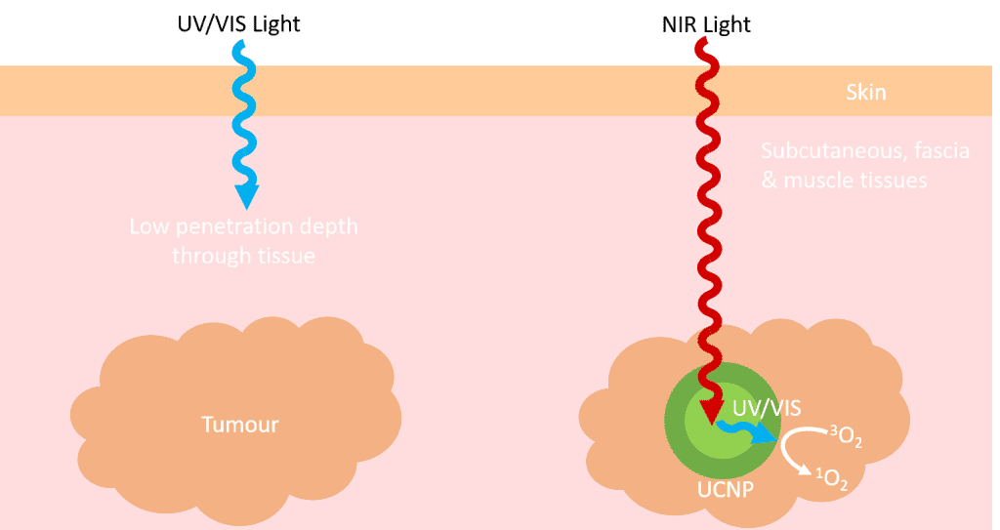 UV/VIS Light
NIR Light
Skin
Subcutaneous, fascia
& muscle tissues
Low penetration depth
through tissue
Tumour
UV/VIS
³O₂
¹O₂
UCNP